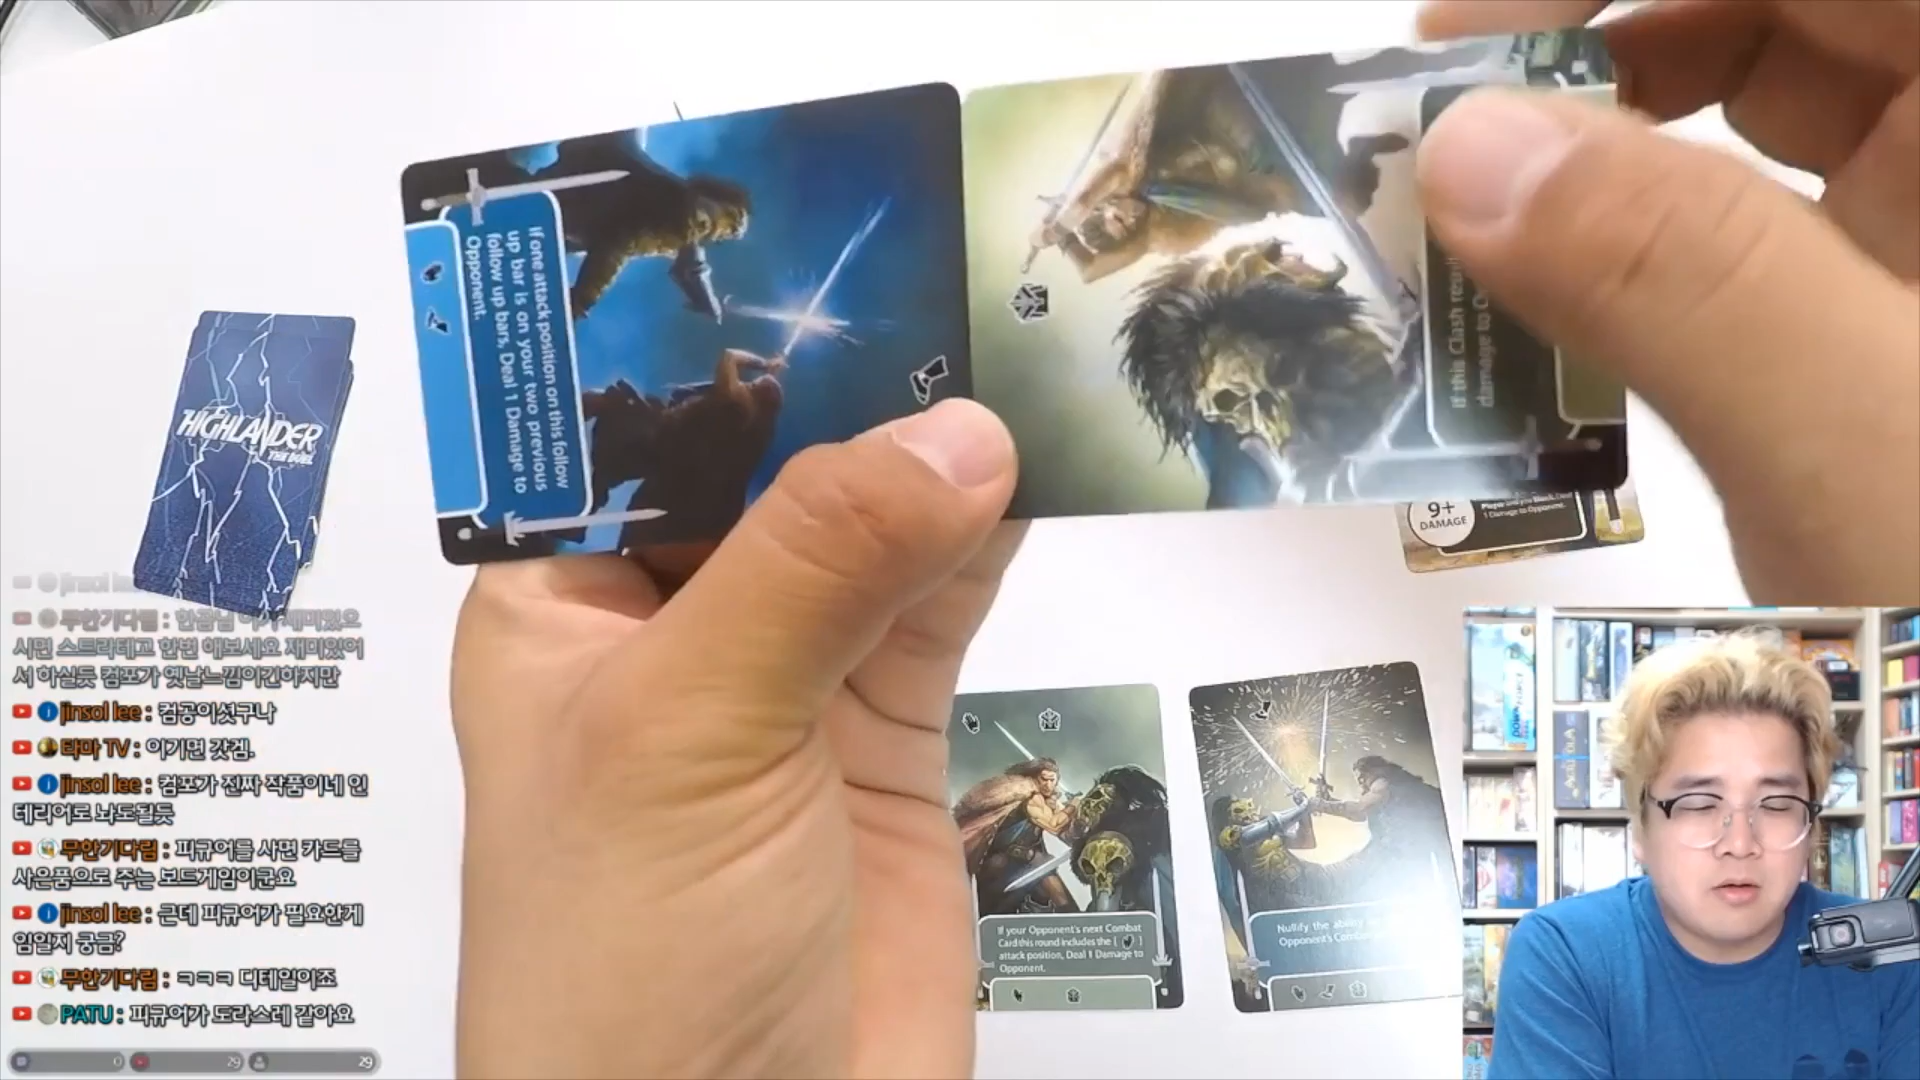 If one attack position on this follow
up bar is on your two previous
follow up bars, Deal 1 Damage to
Opponent.
If this Clash
damage to
HIGHLANDER
THE DUEL
9+
DAMAGE
1 Damage to Opponent.
If your Opponent's next Combat
Card this round includes the [ ]
attack position, Deal 1 Damage to
Opponent.
Nullify the ability
Opponent's
jinsol
무한기다림 : 한곰님 재미있으
시면 스트라테고 한번 해보세요 재미있어
서 하실듯 컴포가 옛날느낌이긴하지만
jinsol lee : 컴공이셧구나
타마 TV : 이기면 갓겜.
jinsol lee : 컴포가 진짜 작품이네 인
테리어로 놔도될듯
무한기다림 : 피규어를 사면 카드를
사은품으로 주는 보드게임이군요
jinsol lee : 근데 피규어가 필요한게
임일지 궁금?
무한기다림 : ㅋㅋㅋ 디테일이죠
PATU : 피규어가 도라스레 같아요
0 29 29